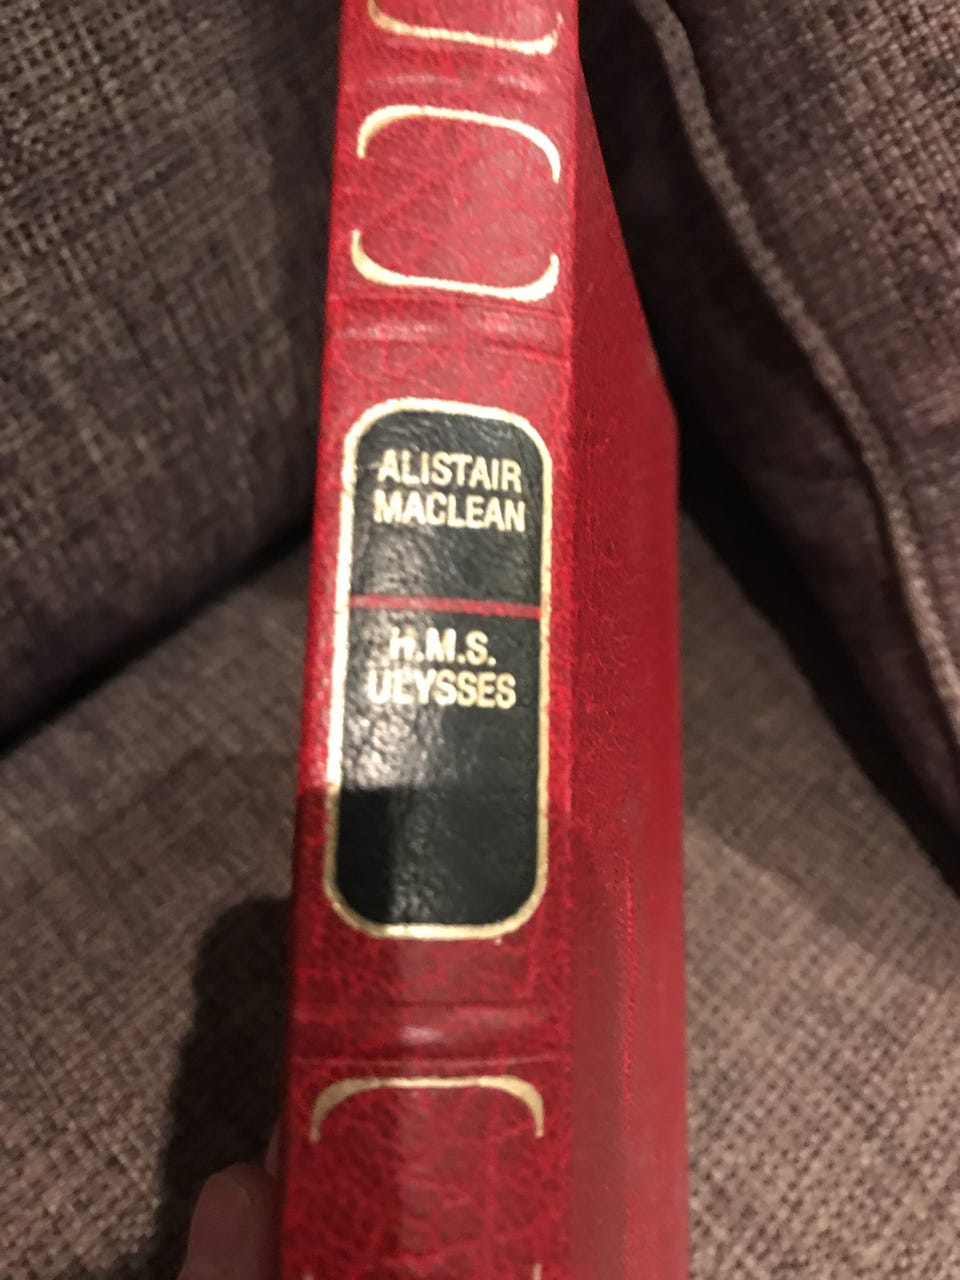 ALISTAIR
MACLEAN
H.M.S.
ULYSSES